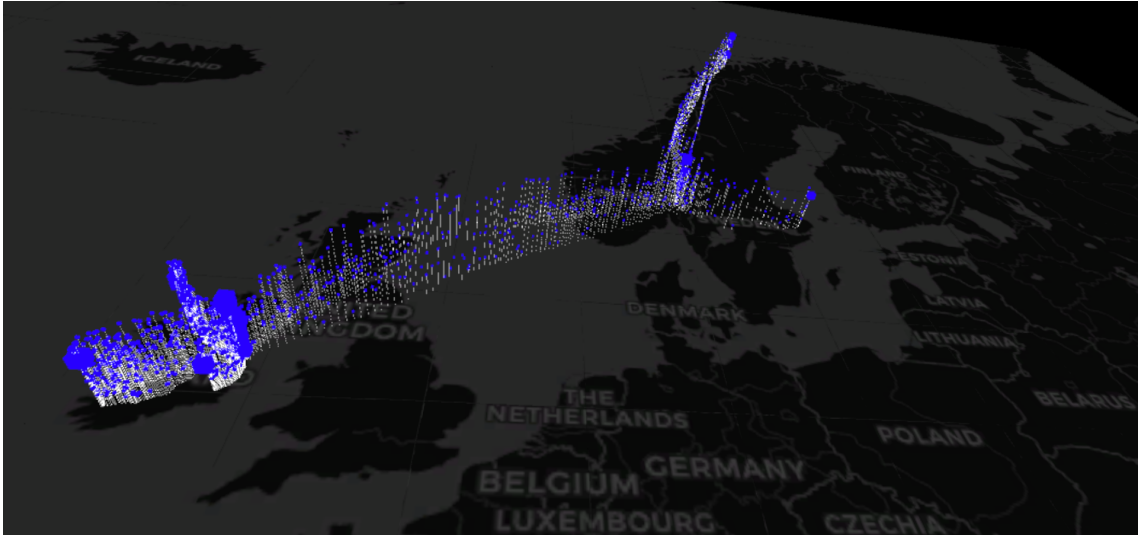 ICELAND
FINLAND
ESTONIA
LATVIA
LITHUANIA
DENMARK
KINGDOM
BELARUS
THE
NETHERLANDS
POLAND
GERMANY
BELGIUM
LUXEMBOURG
CZECHIA